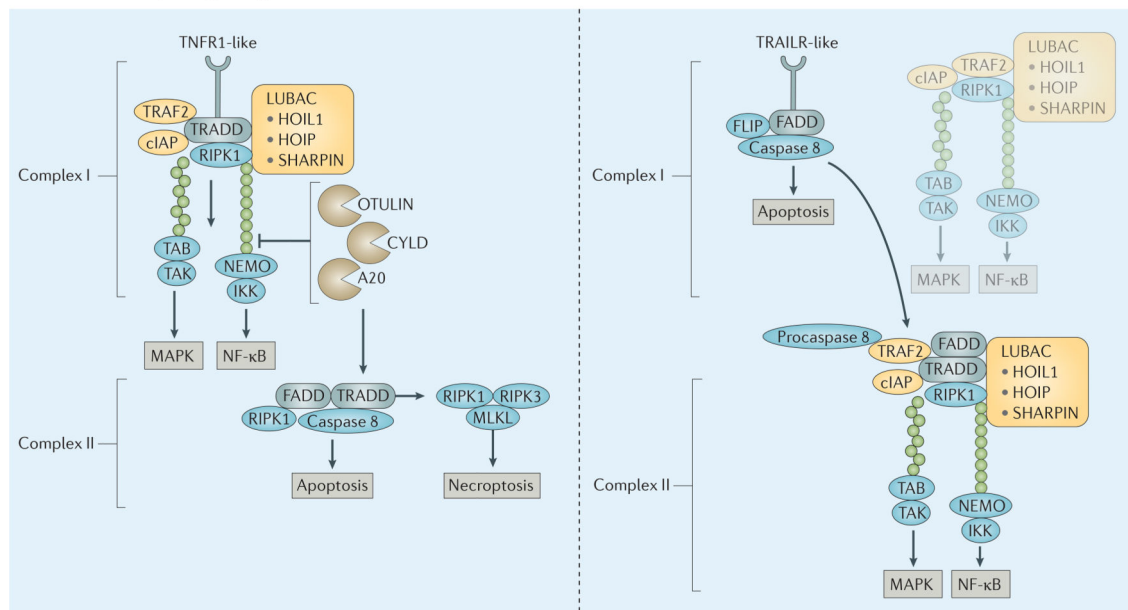 TNFR1-like
TRAF2
TRADD
cIAP
RIPK1
LUBAC
• HOIL1
• HOIP
• SHARPIN
Complex I
OTULIN
CYLD
A20
TAB
TAK
NEMO
IKK
MAPK
NF-κB
FADD
TRADD
RIPK1
Caspase 8
RIPK1
RIPK3
MLKL
Complex II
Apoptosis
Necroptosis
TRAILR-like
FLIP
FADD
Caspase 8
Complex I
Apoptosis
cIAP
TRAF2
RIPK1
LUBAC
• HOIL1
• HOIP
• SHARPIN
TAB
TAK
NEMO
IKK
MAPK
NF-κB
Procaspase 8
TRAF2
FADD
TRADD
cIAP
RIPK1
LUBAC
• HOIL1
• HOIP
• SHARPIN
Complex II
TAB
TAK
NEMO
IKK
MAPK
NF-κB